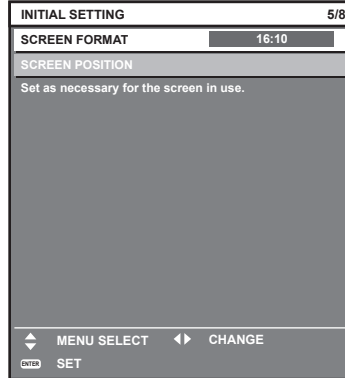 INITIAL SETTING 5/8
SCREEN FORMAT 16:10
SCREEN POSITION
Set as necessary for the screen in use.
MENU SELECT CHANGE
ENTER SET